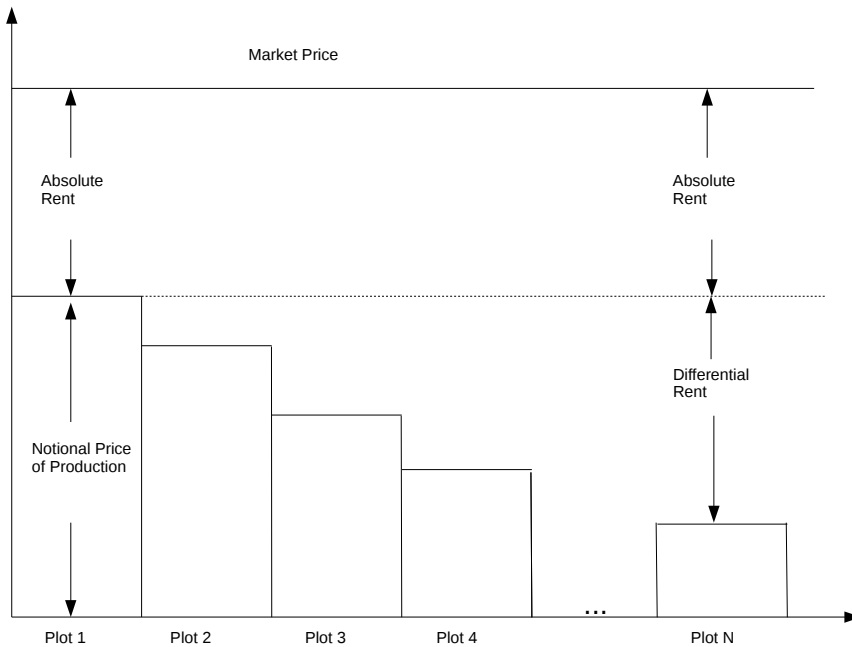 Market Price
Absolute
Rent
Absolute
Rent
Differential
Rent
Notional Price
of Production
...
Plot 1
Plot 2
Plot 3
Plot 4
Plot N